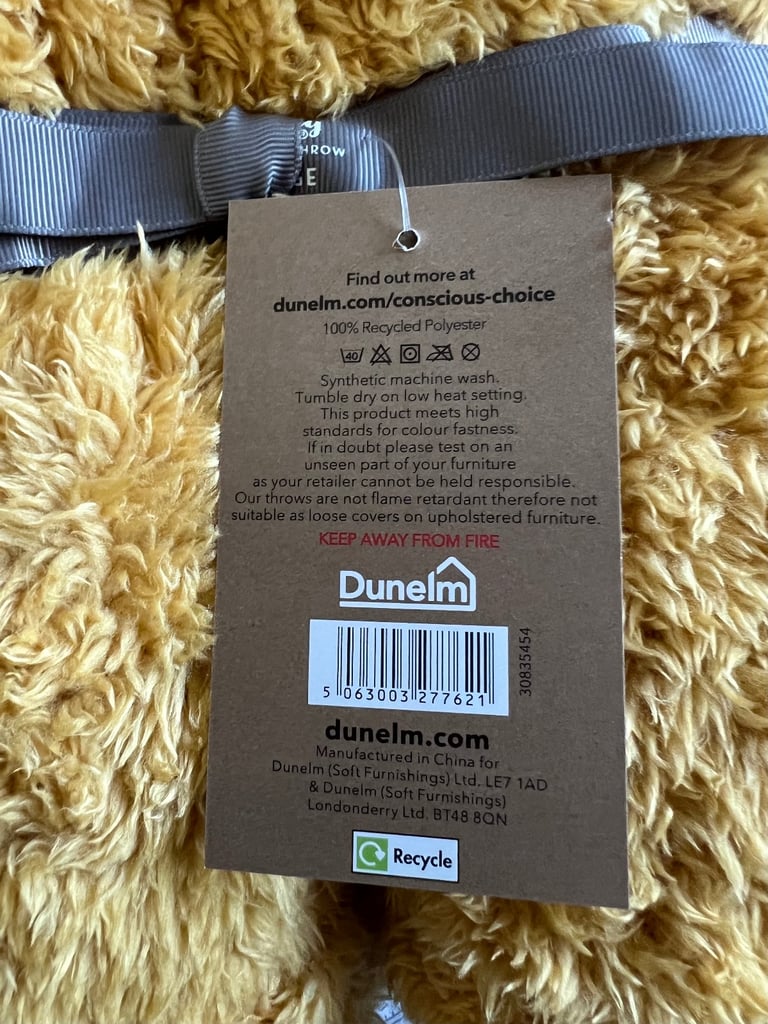 THROW
Find out more at
dunelm.com/conscious-choice
100% Recycled Polyester
40
Synthetic machine wash.
Tumble dry on low heat setting.
This product meets high
standards for colour fastness.
If in doubt please test on an
unseen part of your furniture
as your retailer cannot be held responsible.
Our throws are not flame retardant therefore not
suitable as loose covers on upholstered furniture.
KEEP AWAY FROM FIRE
Dunelm
5 063003 277621
30835454
dunelm.com
Manufactured in China for
Dunelm (Soft Furnishings) Ltd. LE7 1AD
& Dunelm (Soft Furnishings)
Londonderry Ltd. BT48 8QN
Recycle